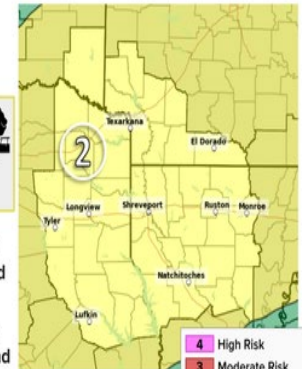 Texarkana
El Dorado
2
Longview Shreveport Ruston Monroe
Tyler
Natchitoches
Lufkin
4 High Risk
3 Moderate Risk